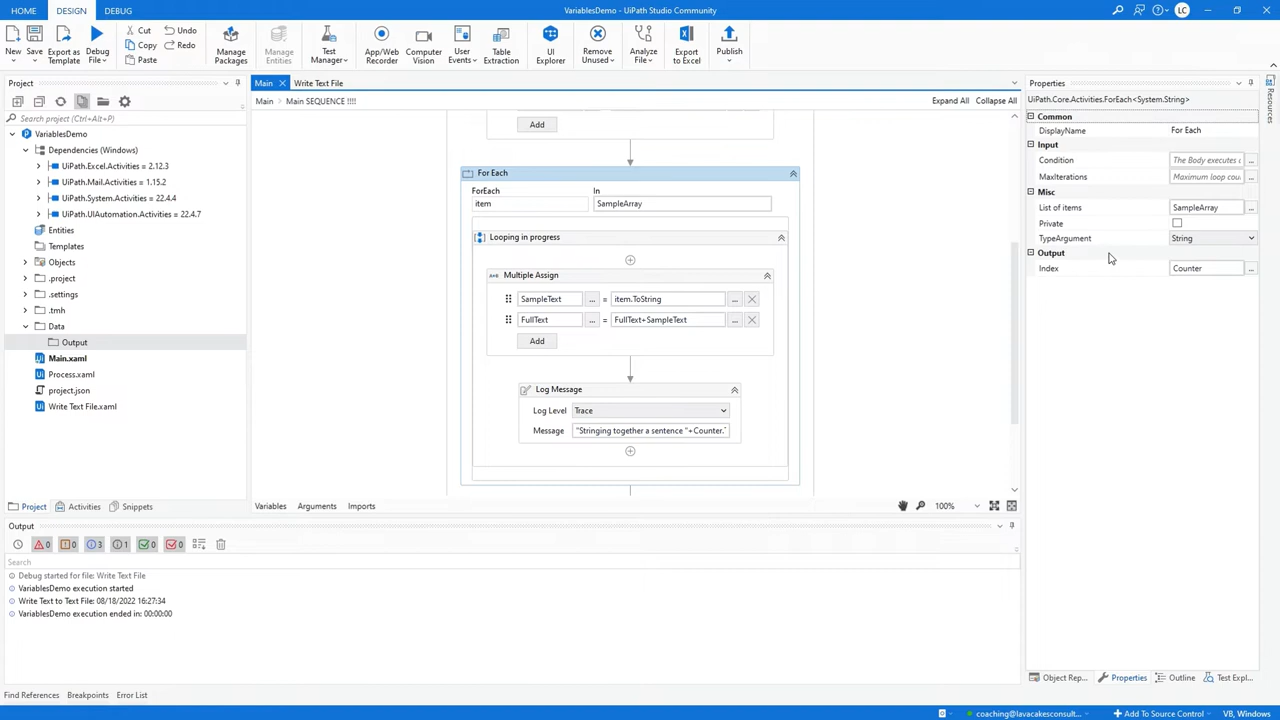 HOME
DESIGN
DEBUG
VariablesDemo - UiPath Studio Community
LC
New
Save
Export as Template
Debug File
Cut
Copy
Paste
Undo
Redo
Manage Packages
Manage Entities
Test Manager
App/Web Recorder
Computer Vision
User Events
Table Extraction
UI Explorer
Remove Unused
Analyze File
Export to Excel
Publish
Project
Search project (Ctrl+Alt+P)
VariablesDemo
Dependencies (Windows)
UiPath.Excel.Activities = 2.12.3
UiPath.Mail.Activities = 1.15.2
UiPath.System.Activities = 22.4.4
UiPath.UIAutomation.Activities = 22.4.7
Entities
Templates
Objects
.project
.settings
.tmh
Data
Output
Main.xaml
Process.xaml
project.json
Write Text File.xaml
Project
Activities
Snippets
Main
Write Text File
Main > Main SEQUENCE !!!!
Expand All
Collapse All
Add
For Each
ForEach
In
item
SampleArray
Looping in progress
Multiple Assign
SampleText ... = item.ToString ...
FullText ... = FullText+SampleText ...
Add
Log Message
Log Level Trace
Message "Stringing together a sentence "+Counter.
Variables
Arguments
Imports
100%
Properties
UiPath.Core.Activities.ForEach<System.String>
Common
DisplayName For Each
Input
Condition The Body executes ...
MaxIterations Maximum loop cou ...
Misc
List of items SampleArray ...
Private
TypeArgument String
Output
Index Counter ...
Resources
Object Rep...
Properties
Outline
Test Expl...
Output
0
0
3
1
0
0
Search
Debug started for file: Write Text File
VariablesDemo execution started
Write Text to Text File: 08/18/2022 16:27:34
VariablesDemo execution ended in: 00:00:00
Find References
Breakpoints
Error List
coaching@lavacakesconsult...
Add To Source Control
VB, Windows